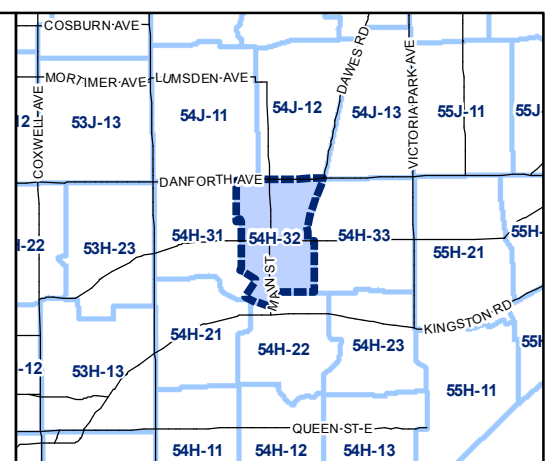 COSBURN AVE
MORTIMER AVE
LUMSDEN AVE
DAWES RD
VICTORIA PARK AVE
COXWELL AVE
12
53J-13
54J-11
54J-12
54J-13
55J-11
55J
DANFORTH AVE
-22
53H-23
54H-31
54H-32
54H-33
55H-21
55H-
MAIN ST
KINGSTON RD
54H-21
54H-22
54H-23
55H
-12
53H-13
55H-11
QUEEN ST E
54H-11
54H-12
54H-13